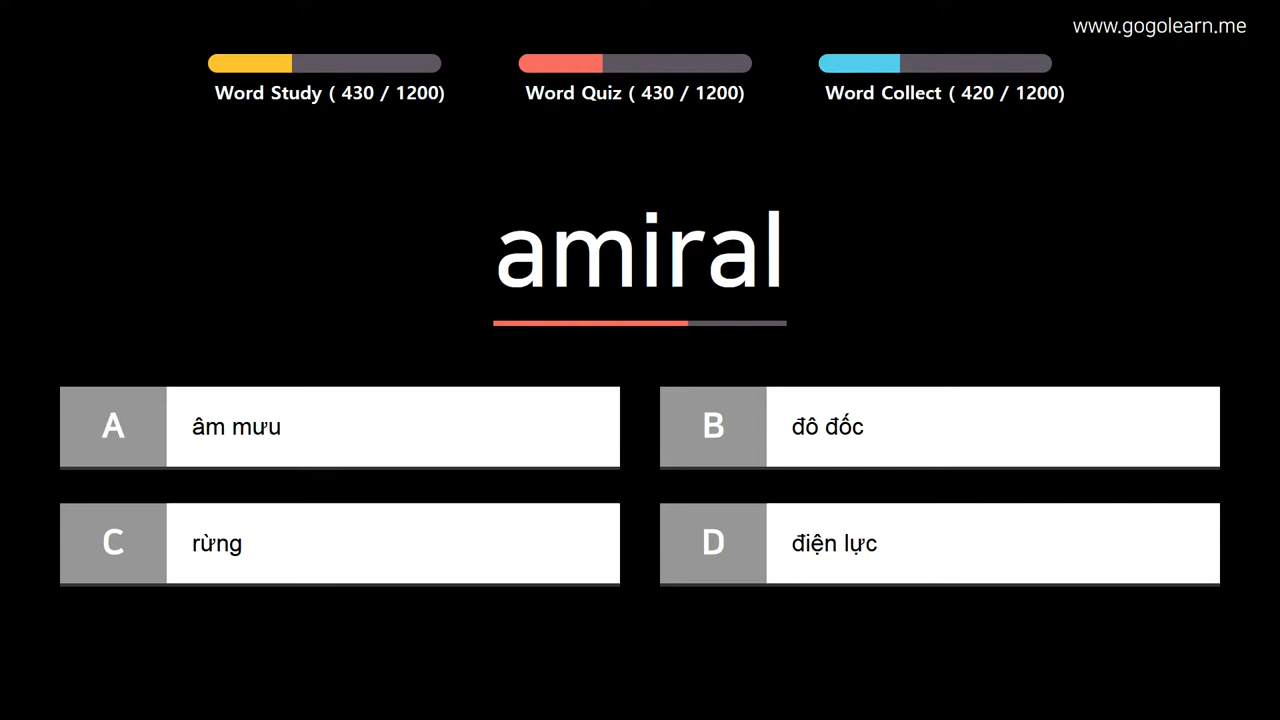 www.gogolearn.me
Word Study ( 430 / 1200)
Word Quiz ( 430 / 1200)
Word Collect ( 420 / 1200)
amiral
A
âm mưu
B
đô đốc
C
rừng
D
điện lực